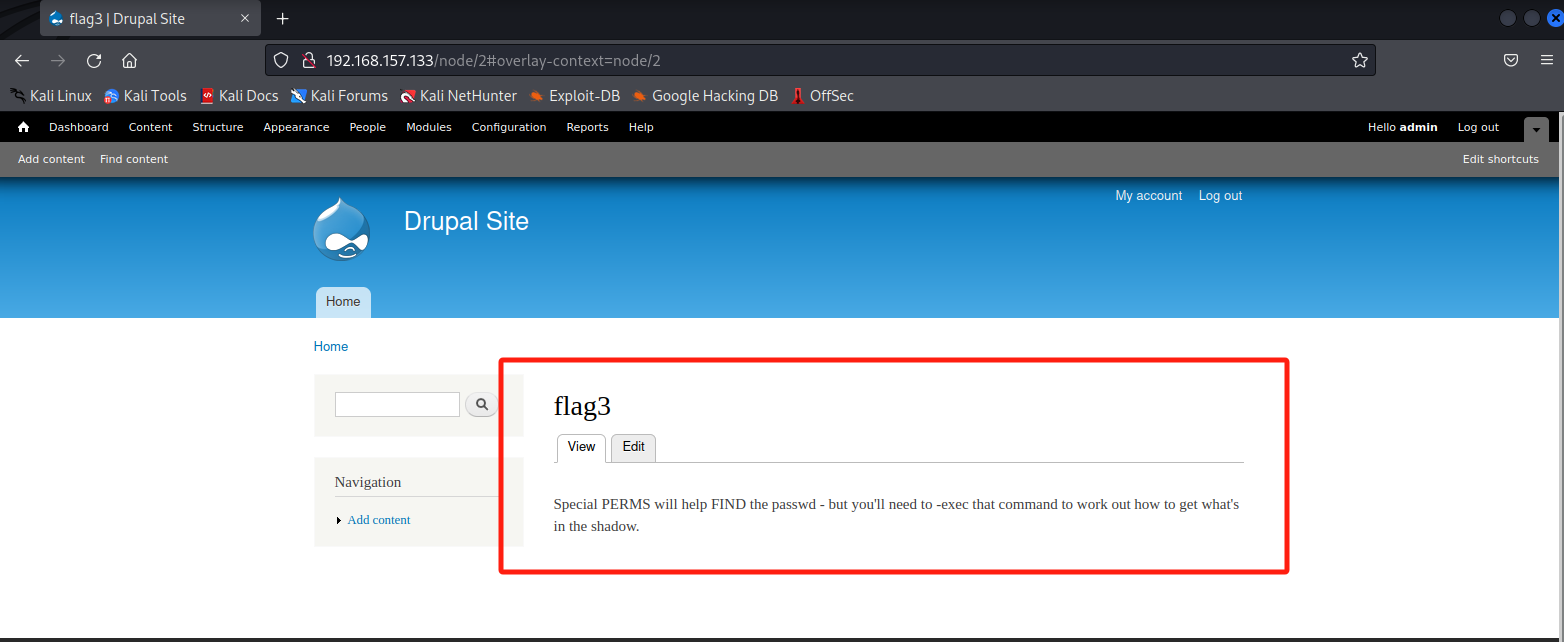 flag3 | Drupal Site
192.168.157.133/node/2#overlay-context=node/2
Kali Linux Kali Tools Kali Docs Kali Forums Kali NetHunter Exploit-DB Google Hacking DB OffSec
Dashboard Content Structure Appearance People Modules Configuration Reports Help Hello admin Log out
Add content Find content Edit shortcuts
My account Log out
Drupal Site
Home
Home
flag3
View Edit
Navigation
Add content
Special PERMS will help FIND the passwd - but you'll need to -exec that command to work out how to get what's
in the shadow.